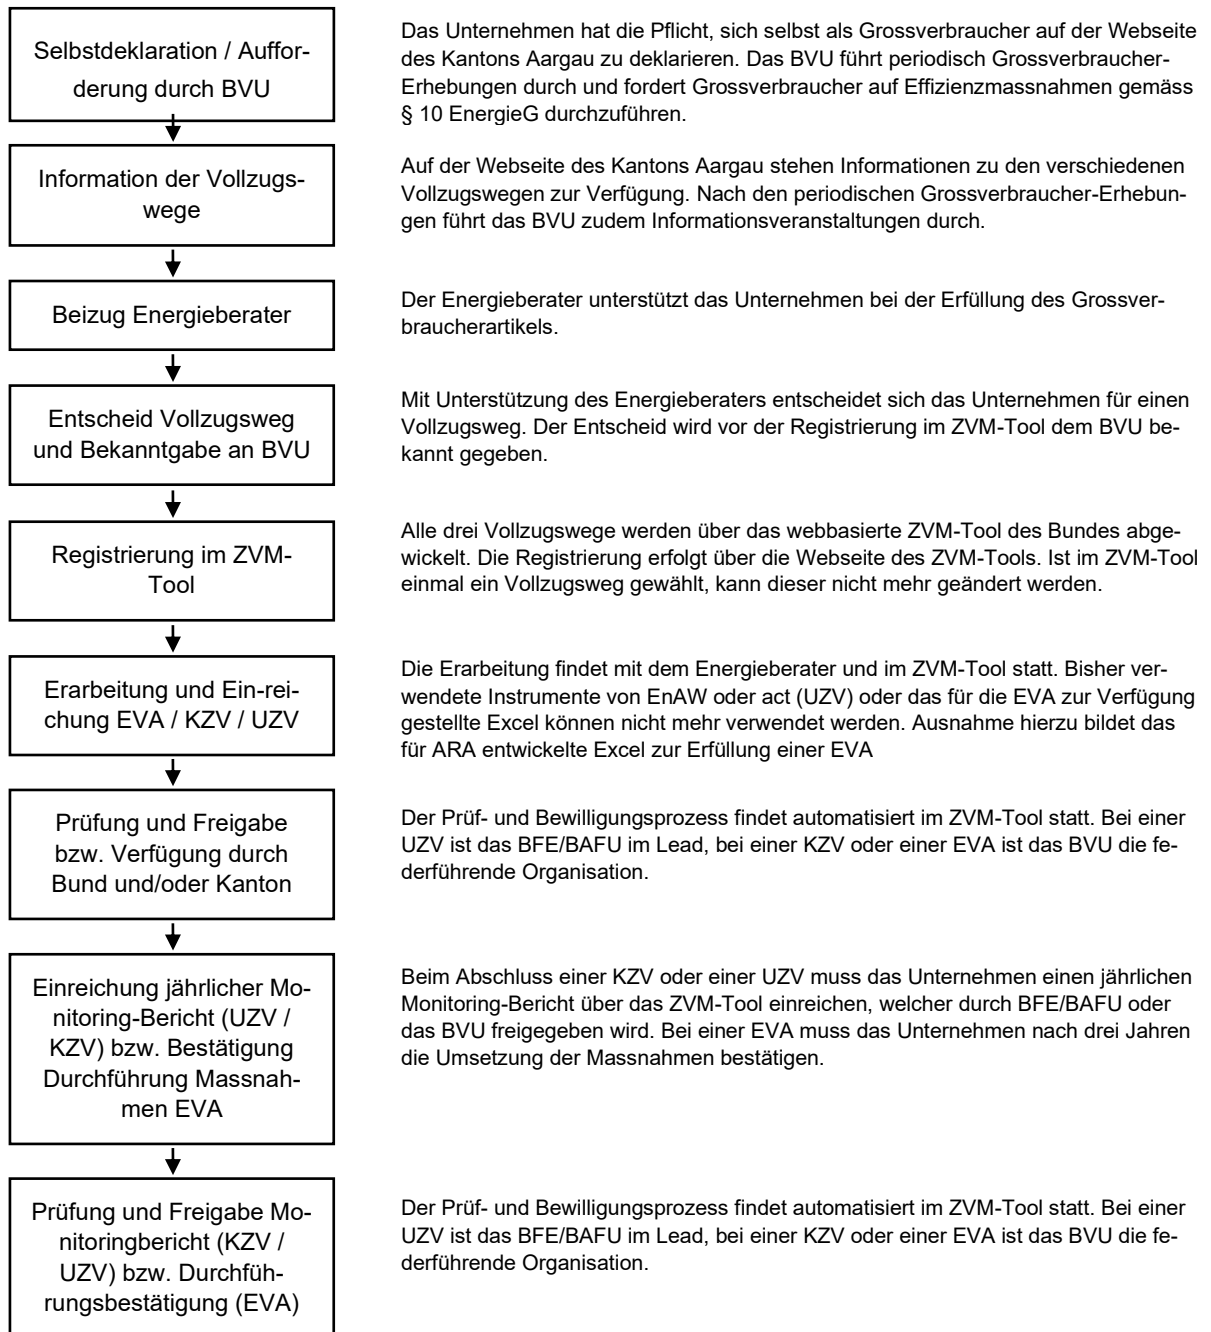 Selbstdeklaration / Auffor-
derung durch BVU
Das Unternehmen hat die Pflicht, sich selbst als Grossverbraucher auf der Webseite
des Kantons Aargau zu deklarieren. Das BVU führt periodisch Grossverbraucher-
Erhebungen durch und fordert Grossverbraucher auf Effizienzmassnahmen gemäss
§ 10 EnergieG durchzuführen.
Information der Vollzugs-
wege
Auf der Webseite des Kantons Aargau stehen Informationen zu den verschiedenen
Vollzugswegen zur Verfügung. Nach den periodischen Grossverbraucher-Erhebun-
gen führt das BVU zudem Informationsveranstaltungen durch.
Beizug Energieberater
Der Energieberater unterstützt das Unternehmen bei der Erfüllung des Grossver-
braucherartikels.
Entscheid Vollzugsweg
und Bekanntgabe an BVU
Mit Unterstützung des Energieberaters entscheidet sich das Unternehmen für einen
Vollzugsweg. Der Entscheid wird vor der Registrierung im ZVM-Tool dem BVU be-
kannt gegeben.
Registrierung im ZVM-
Tool
Alle drei Vollzugswege werden über das webbasierte ZVM-Tool des Bundes abge-
wickelt. Die Registrierung erfolgt über die Webseite des ZVM-Tools. Ist im ZVM-Tool
einmal ein Vollzugsweg gewählt, kann dieser nicht mehr geändert werden.
Erarbeitung und Ein-rei-
chung EVA / KZV / UZV
Die Erarbeitung findet mit dem Energieberater und im ZVM-Tool statt. Bisher ver-
wendete Instrumente von EnAW oder act (UZV) oder das für die EVA zur Verfügung
gestellte Excel können nicht mehr verwendet werden. Ausnahme hierzu bildet das
für ARA entwickelte Excel zur Erfüllung einer EVA
Prüfung und Freigabe
bzw. Verfügung durch
Bund und/oder Kanton
Der Prüf- und Bewilligungsprozess findet automatisiert im ZVM-Tool statt. Bei einer
UZV ist das BFE/BAFU im Lead, bei einer KZV oder einer EVA ist das BVU die fe-
derführende Organisation.
Einreichung jährlicher Mo-
nitoring-Bericht (UZV /
KZV) bzw. Bestätigung
Durchführung Massnah-
men EVA
Beim Abschluss einer KZV oder einer UZV muss das Unternehmen einen jährlichen
Monitoring-Bericht über das ZVM-Tool einreichen, welcher durch BFE/BAFU oder
das BVU freigegeben wird. Bei einer EVA muss das Unternehmen nach drei Jahren
die Umsetzung der Massnahmen bestätigen.
Prüfung und Freigabe Mo-
nitoringbericht (KZV /
UZV) bzw. Durchfüh-
rungsbestätigung (EVA)
Der Prüf- und Bewilligungsprozess findet automatisiert im ZVM-Tool statt. Bei einer
UZV ist das BFE/BAFU im Lead, bei einer KZV oder einer EVA ist das BVU die fe-
derführende Organisation.